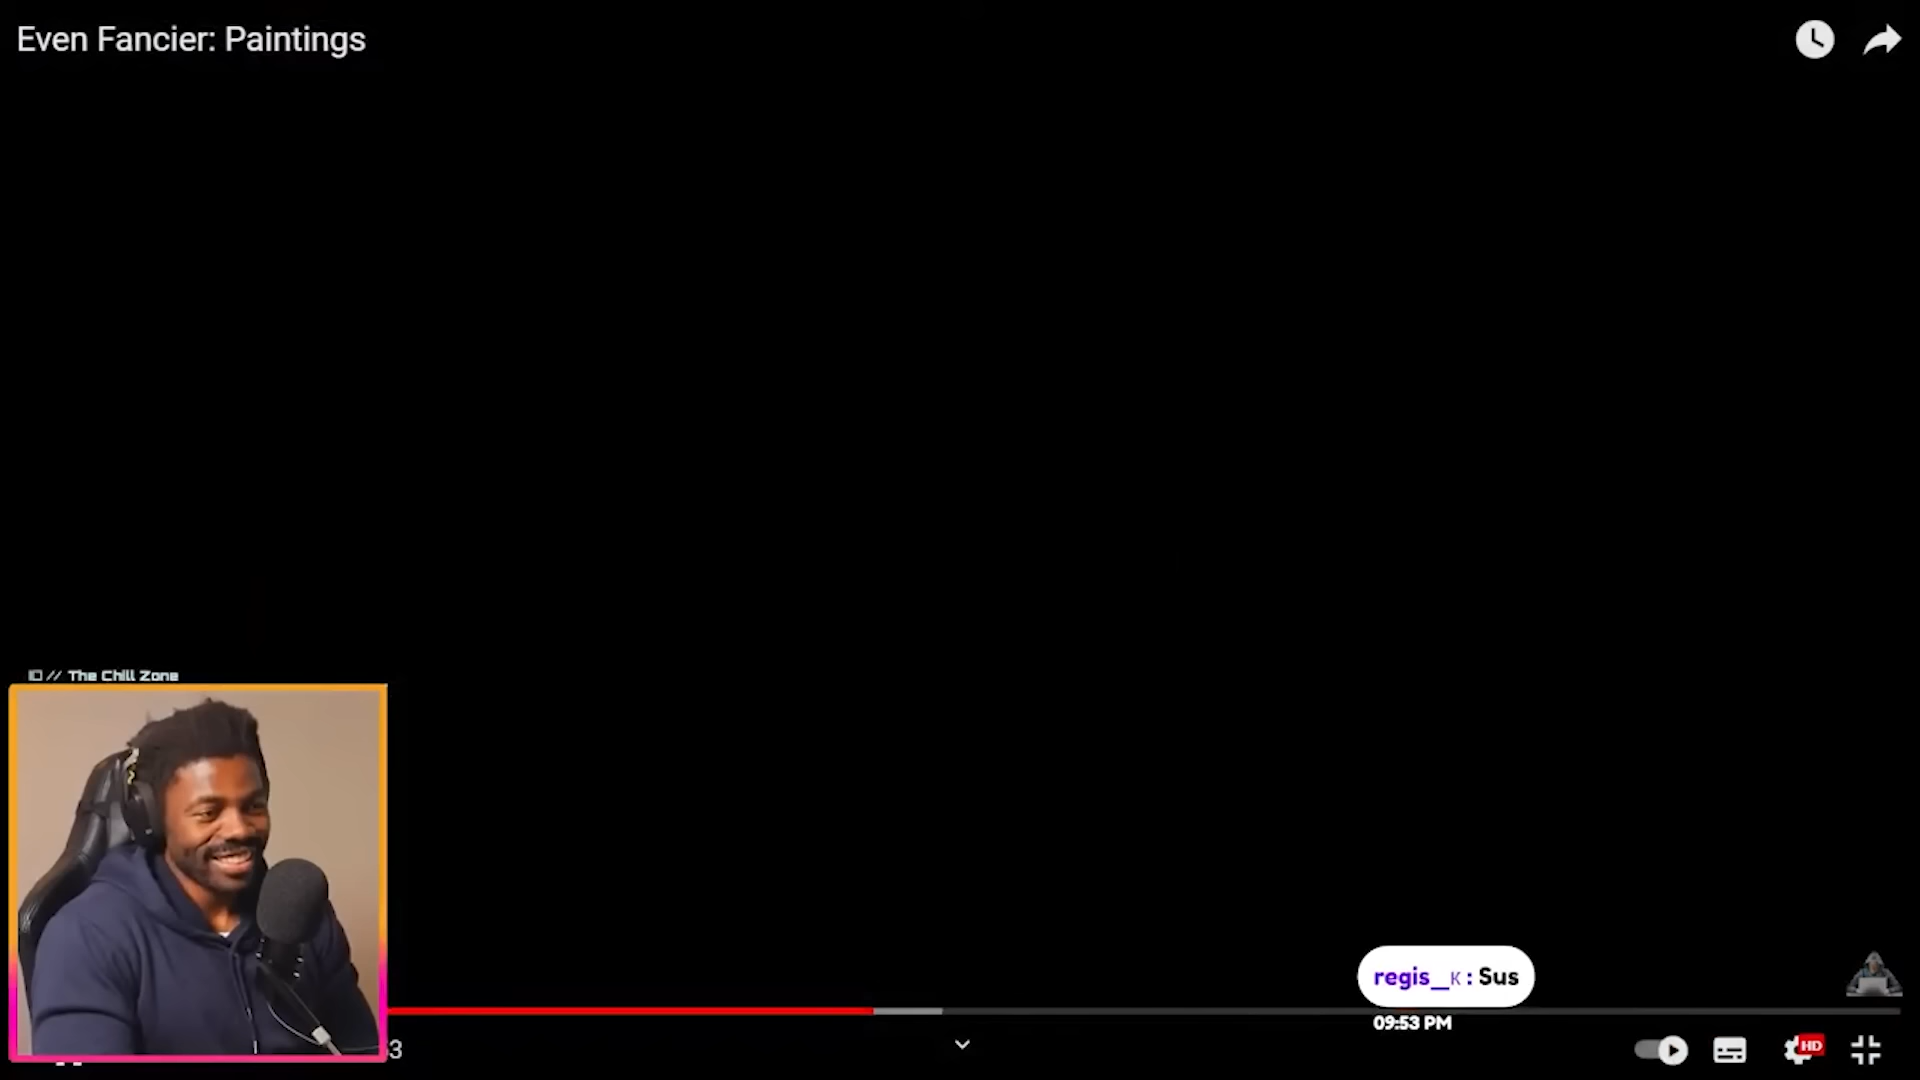 Even Fancier: Paintings
// The Chill Zone
regis__K : Sus
09:53 PM
3
HD